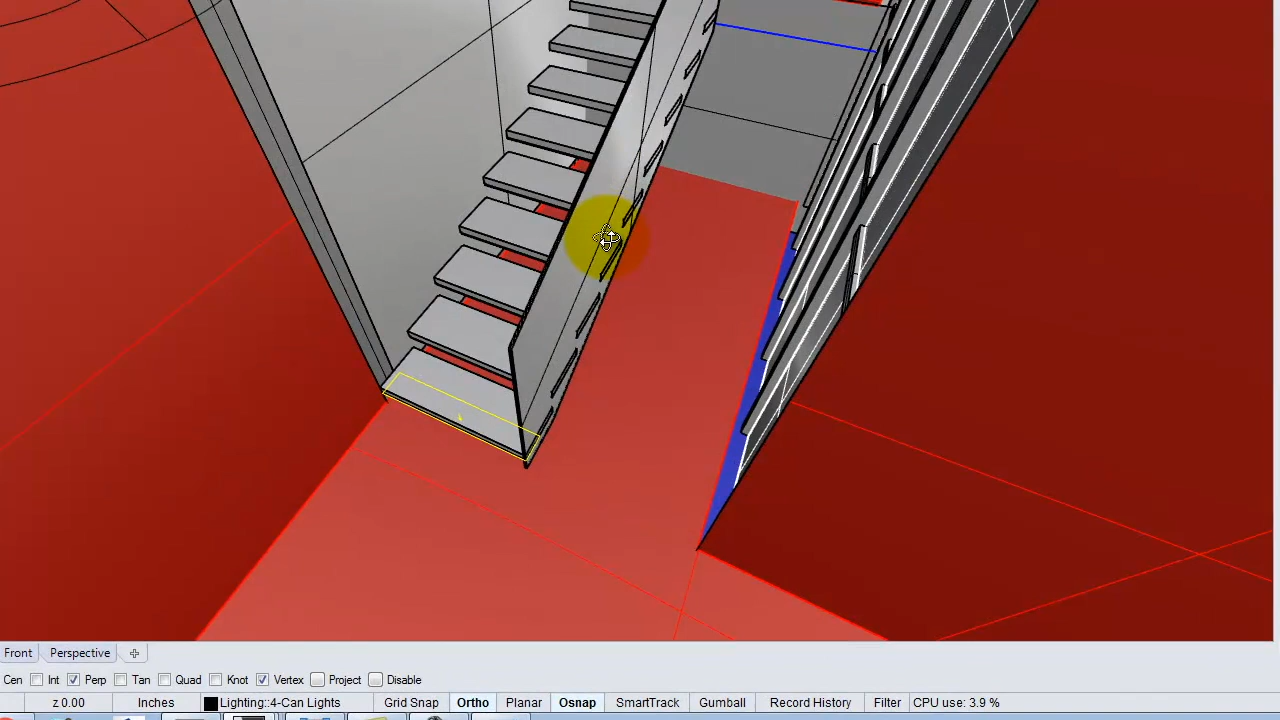 Front Perspective
Cen Int Perp Tan Quad Knot Vertex Project Disable
z 0.00 Inches Lighting::4-Can Lights Grid Snap Ortho Planar Osnap SmartTrack Gumball Record History Filter CPU use: 3.9 %